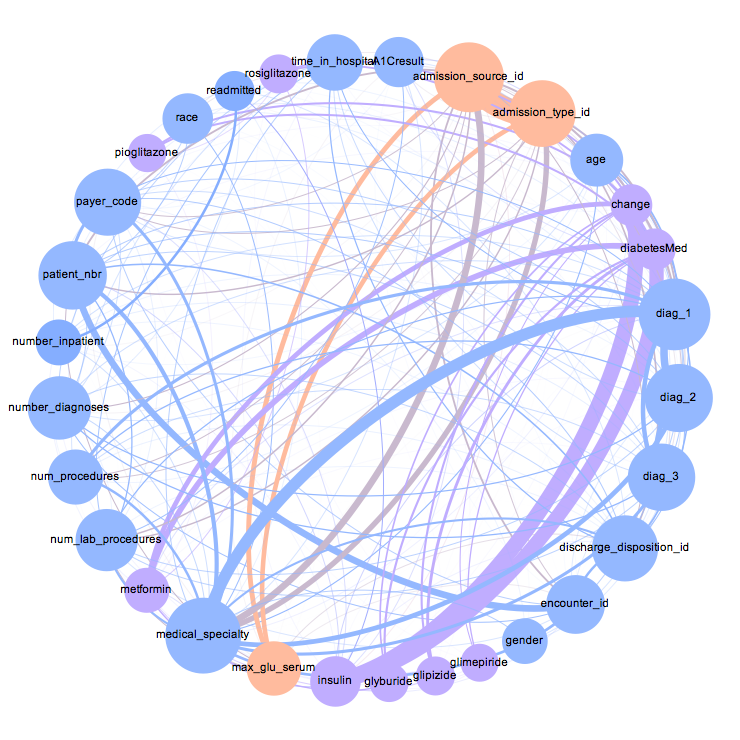 time_in_hospital
A1Cresult
admission_source_id
rosiglitazone
readmitted
admission_type_id
race
pioglitazone
age
payer_code
change
diabetesMed
patient_nbr
diag_1
number_inpatient
diag_2
number_diagnoses
num_procedures
diag_3
num_lab_procedures
discharge_disposition_id
metformin
encounter_id
medical_specialty
gender
max_glu_serum
glimepiride
insulin
glyburide
glipizide